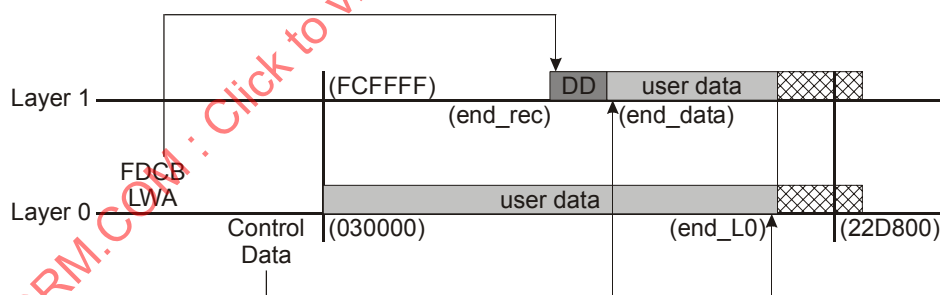 (FCFFFF)
DD
user data
Layer 1
(end_rec)
(end_data)
FDCB
LWA
user data
Layer 0
Control
Data
(030000)
(end_L0)
(22D800)
RM.COM : Click to v